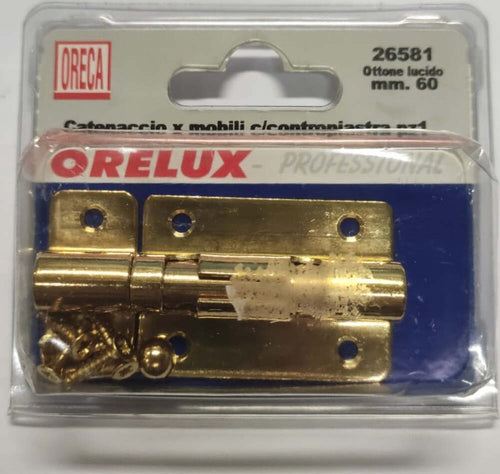 ORECA
26581
Ottone lucido
mm. 60
Catenaccio x mobili c/contropiastra pz1
ORELUX - PROFESSIONAL